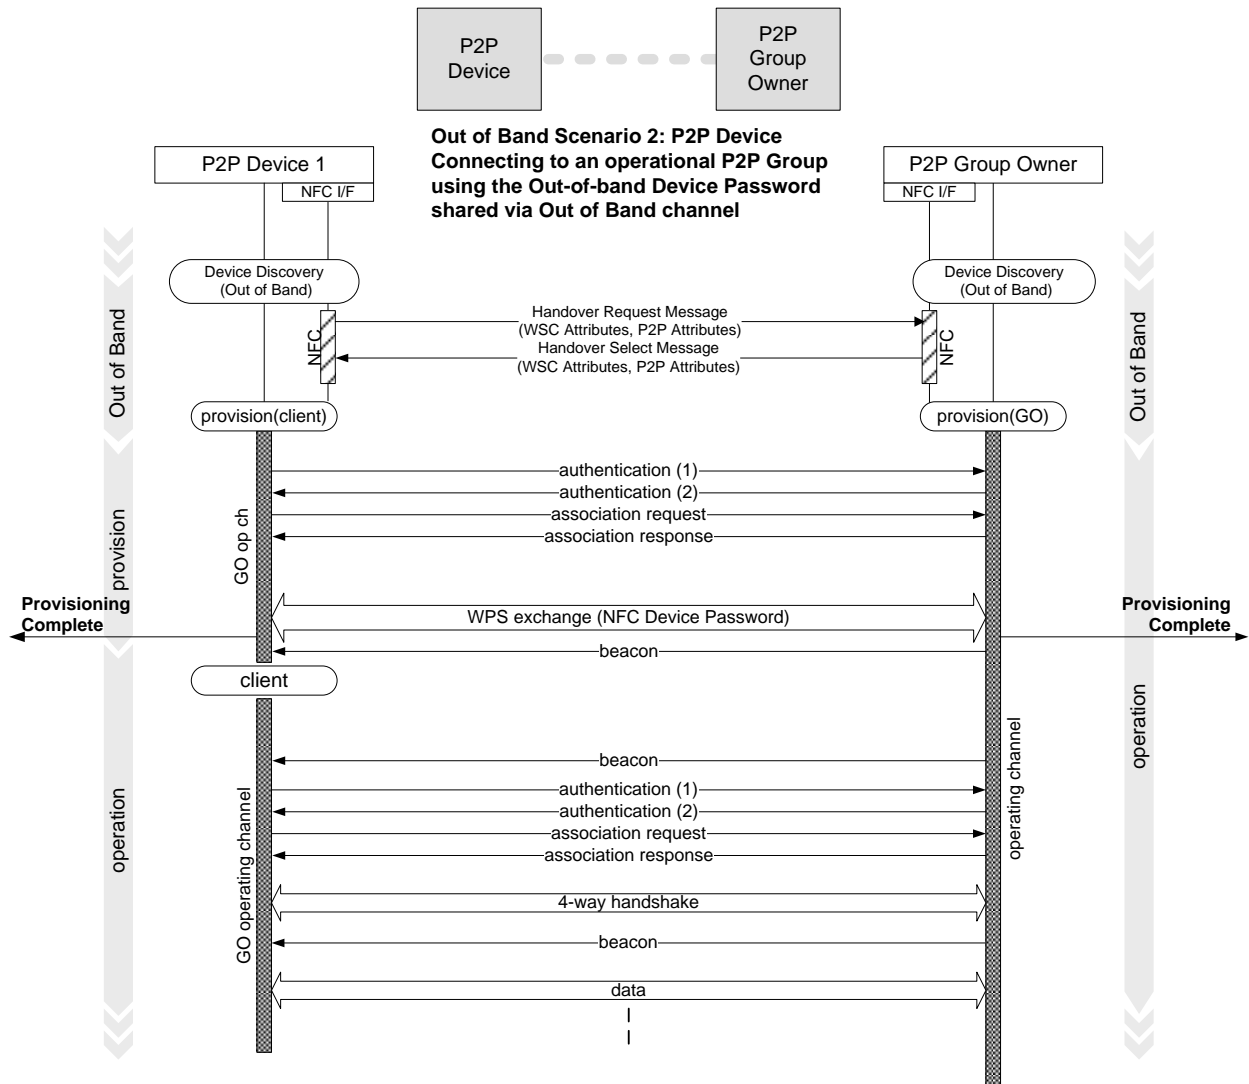 P2P
Device
P2P
Group
Owner
Out of Band Scenario 2: P2P Device
Connecting to an operational P2P Group
using the Out-of-band Device Password
shared via Out of Band channel
P2P Device 1
NFC I/F
P2P Group Owner
NFC I/F
Device Discovery
(Out of Band)
Device Discovery
(Out of Band)
Out of Band
NFC
Handover Request Message
(WSC Attributes, P2P Attributes)
Handover Select Message
(WSC Attributes, P2P Attributes)
NFC
Out of Band
provision(client)
provision(GO)
authentication (1)
authentication (2)
association request
association response
provision
GO op ch
Provisioning
Complete
WPS exchange (NFC Device Password)
Provisioning
Complete
beacon
client
operation
operating channel
beacon
authentication (1)
authentication (2)
association request
association response
operation
GO operating channel
4-way handshake
beacon
data